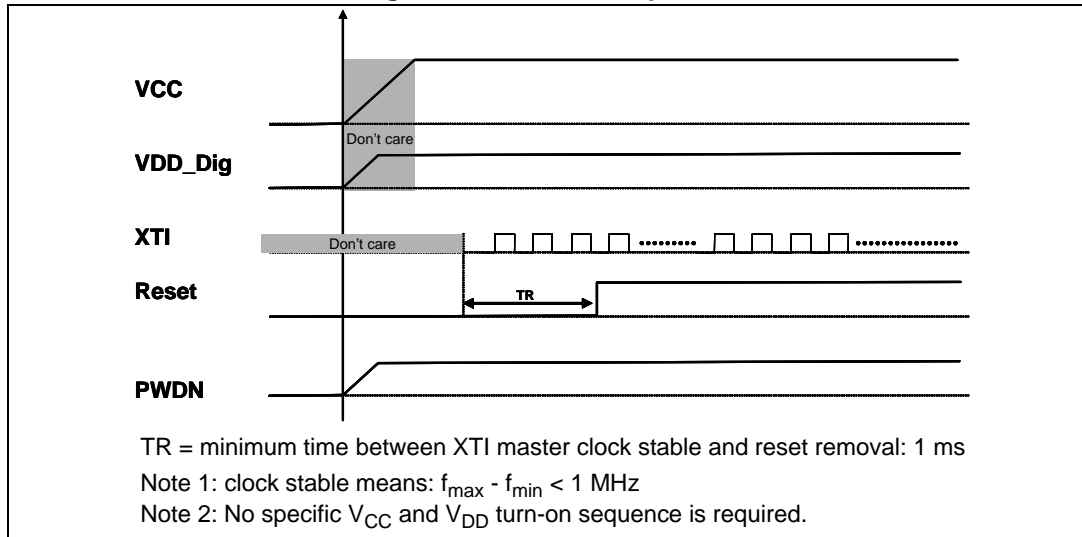 VCC
Don't care
VDD_Dig
XTI
Don't care
Reset
TR
PWDN
TR = minimum time between XTI master clock stable and reset removal: 1 ms
Note 1: clock stable means: fmax - fmin < 1 MHz
Note 2: No specific VCC and VDD turn-on sequence is required.